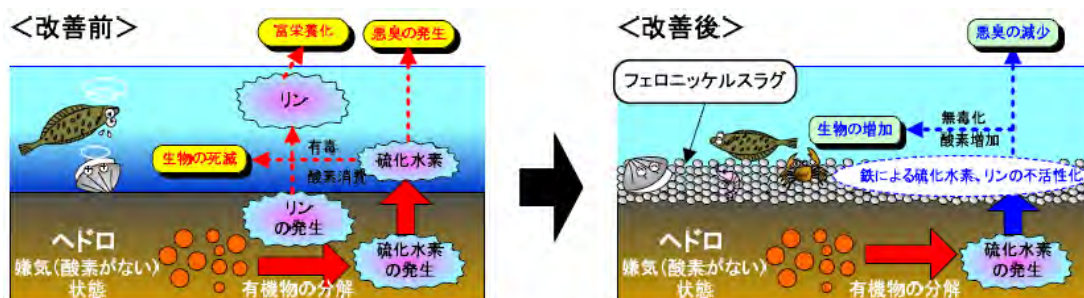 ＜改善前＞
富栄養化
悪臭の発生
リン
生物の死滅
有毒
酸素消費
硫化水素
リン
の発生
ヘドロ
嫌気(酸素がない)
状態
有機物の分解
硫化水素
の発生
＜改善後＞
悪臭の減少
フェロニッケルスラグ
生物の増加
無毒化
酸素増加
鉄による硫化水素、リンの不活性化
ヘドロ
嫌気(酸素がない)
状態
有機物の分解
硫化水素
の発生